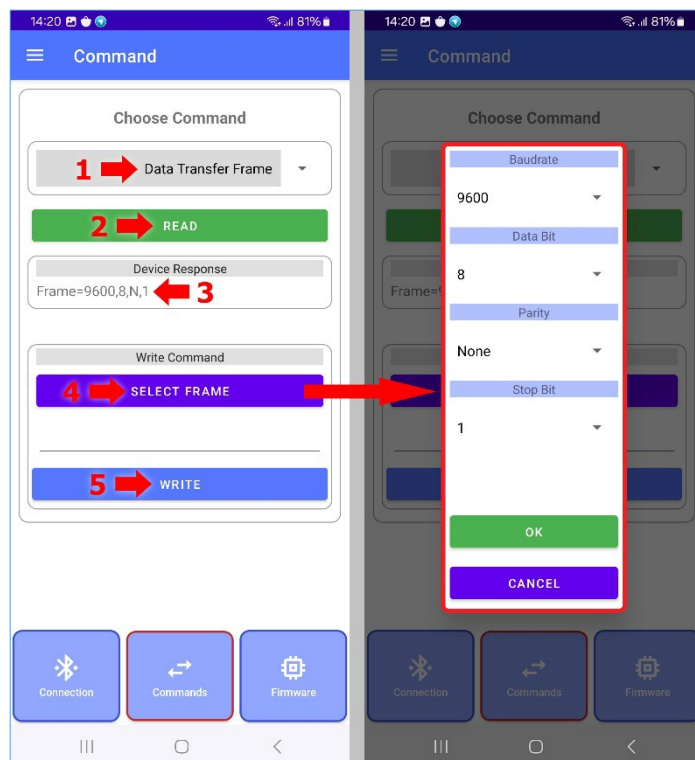 14:20
81%
Command
Choose Command
1
Data Transfer Frame
2
READ
Device Response
Frame=9600,8,N,1
3
Write Command
4
SELECT FRAME
5
WRITE
Connection
Commands
Firmware
14:20
81%
Command
Choose Command
Baudrate
9600
Data Bit
8
Frame=9
Parity
None
Stop Bit
1
OK
CANCEL
Connection
Commands
Firmware